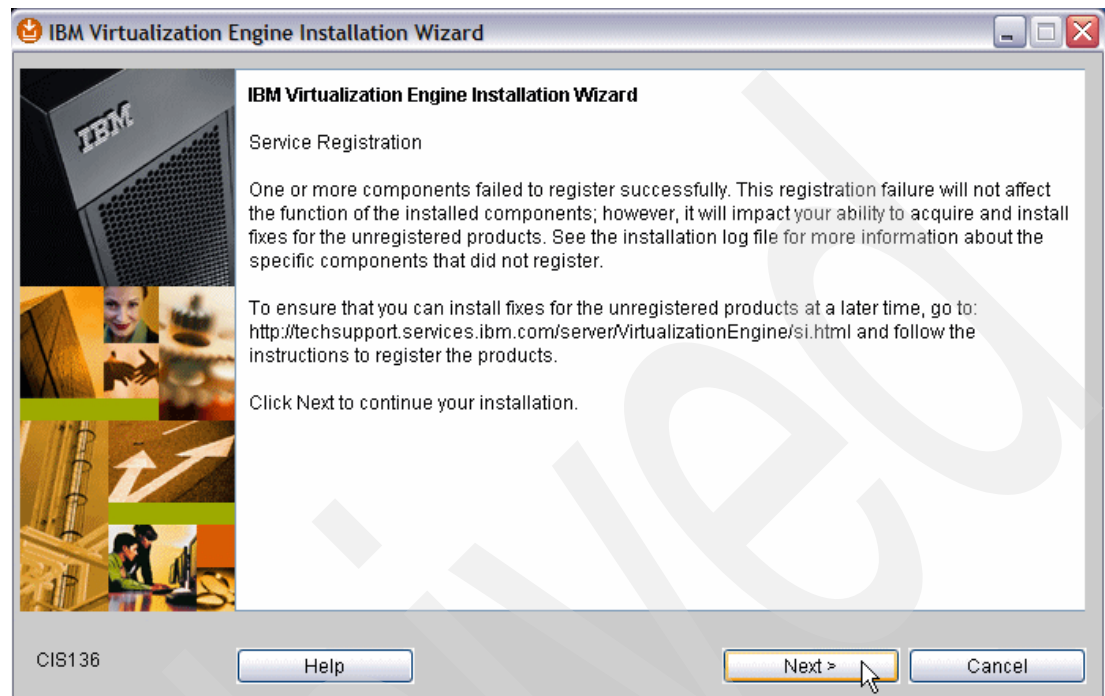 IBM Virtualization Engine Installation Wizard
IBM
IBM Virtualization Engine Installation Wizard
Service Registration
One or more components failed to register successfully. This registration failure will not affect
the function of the installed components; however, it will impact your ability to acquire and install
fixes for the unregistered products. See the installation log file for more information about the
specific components that did not register.
To ensure that you can install fixes for the unregistered products at a later time, go to:
http://techsupport.services.ibm.com/server/VirtualizationEngine/si.html and follow the
instructions to register the products.
Click Next to continue your installation.
CIS136
Help
Next >
Cancel